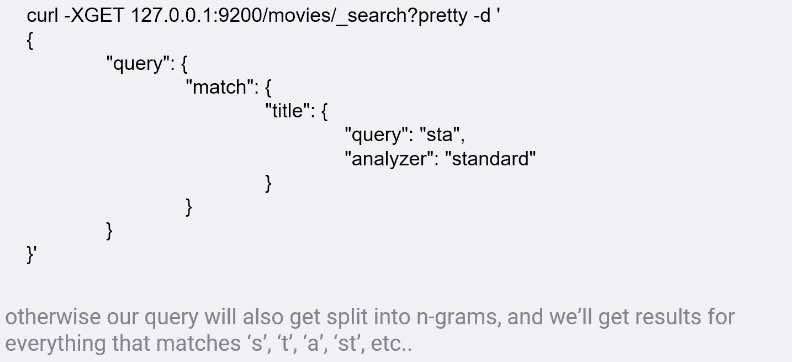 curl -XGET 127.0.0.1:9200/movies/_search?pretty -d '
{
"query": {
"match": {
"title": {
"query": "sta",
"analyzer": "standard"
}
}
}
}'
otherwise our query will also get split into n-grams, and we’ll get results for
everything that matches ‘s’, ‘t’, ‘a’, ‘st’, etc..